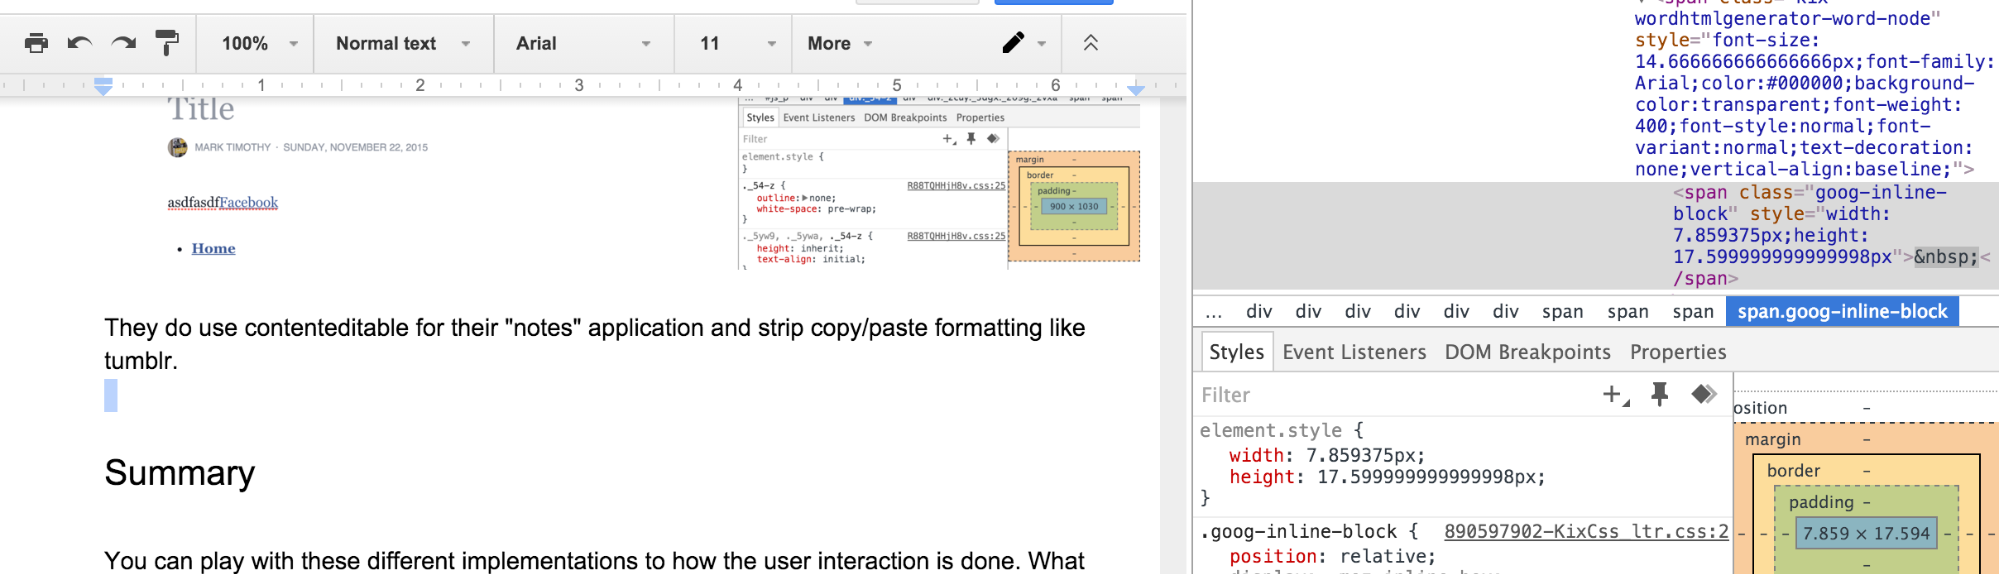 100% Normal text Arial 11 More
1 2 3 4 5 6
Title
MARK TIMOTHY · SUNDAY, NOVEMBER 22, 2015
asdfasdfFacebook
• Home
Styles Event Listeners DOM Breakpoints Properties
Filter
element.style {
}
._54-z {
R88TQHHjH8v.css:25
outline:▶none;
white-space: pre-wrap;
}
._5yw9, ._5ywa, ._54-z {
R88TQHHjH8v.css:25
height: inherit;
text-align: initial;
margin -
border -
padding -
900 × 1030
They do use contenteditable for their "notes" application and strip copy/paste formatting like
tumblr.
Summary
You can play with these different implementations to how the user interaction is done. What
wordhtmlgenerator-word-node"
style="font-size:
14.666666666666666px;font-family:
Arial;color:#000000;background-
color:transparent;font-weight:
400;font-style:normal;font-
variant:normal;text-decoration:
none;vertical-align:baseline;">
<span class="goog-inline-
block" style="width:
7.859375px;height:
17.599999999999998px">&nbsp;<
/span>
... div div div div div div span span span span.goog-inline-block
Styles Event Listeners DOM Breakpoints Properties
Filter
element.style {
width: 7.859375px;
height: 17.599999999999998px;
}
.goog-inline-block { 890597902-KixCss_ltr.css:2
position: relative;
osition -
margin -
border -
padding -
7.859 × 17.594